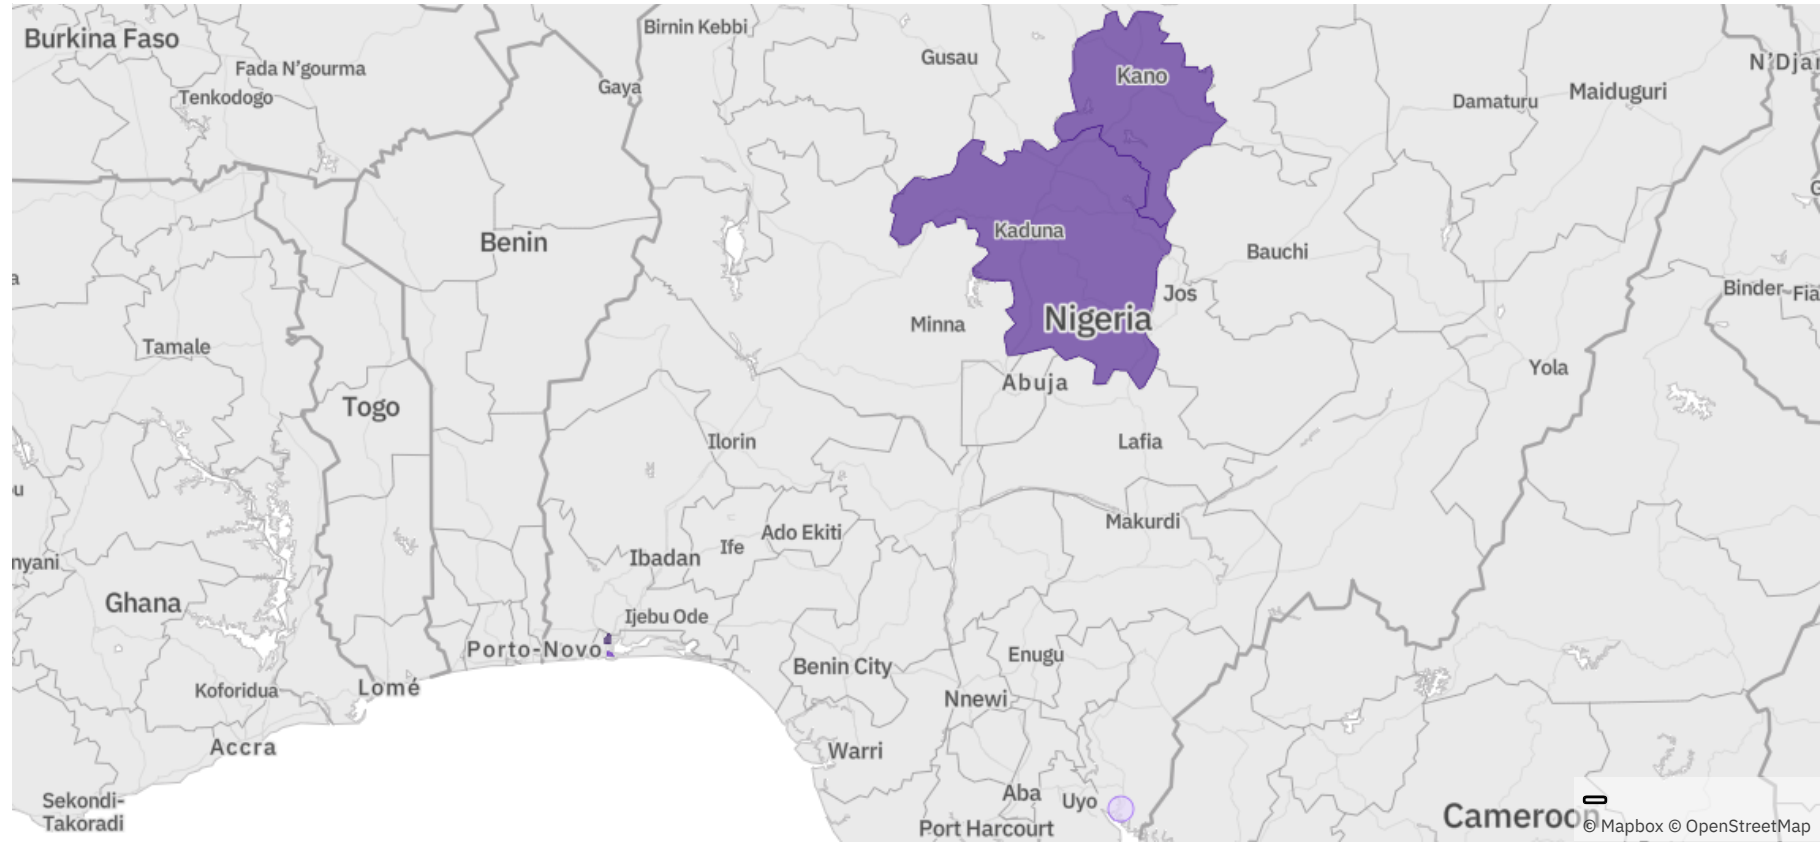 Burkina Faso
Birnin Kebbi
Gusau
Kano
N'Djar
Fada N'gourma
Gaya
Tenkodogo
Damaturu
Maiduguri
Kaduna
Benin
Bauchi
Jos
Binder
Fia
Nigeria
Minna
Tamale
Yola
Abuja
Togo
Ilorin
Lafia
Makurdi
Ado Ekiti
Ife
Ibadan
nyani
Ghana
Ijebu Ode
Porto-Novo
Enugu
Benin City
Koforidua
Lomé
Nnewi
Accra
Warri
Aba
Uyo
Sekondi-
Takoradi
Port Harcourt
Cameroon
© Mapbox © OpenStreetMap